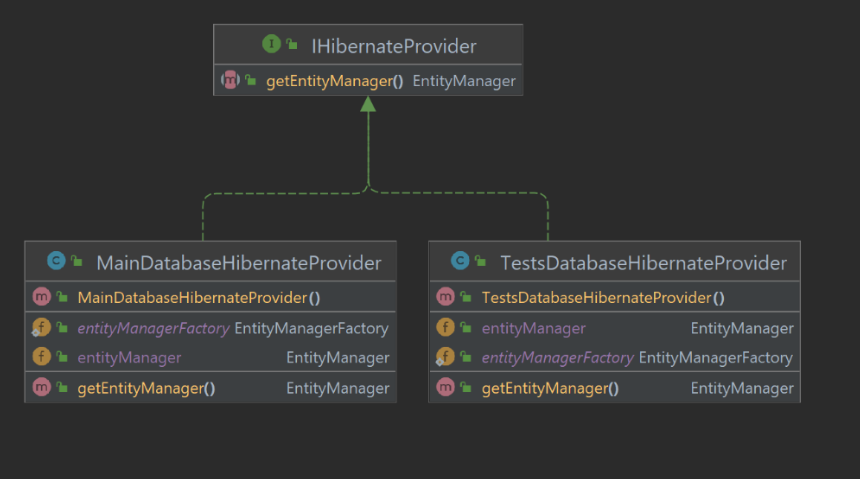 IHibernateProvider
getEntityManager() EntityManager
MainDatabaseHibernateProvider
MainDatabaseHibernateProvider()
entityManagerFactory EntityManagerFactory
entityManager EntityManager
getEntityManager() EntityManager
TestsDatabaseHibernateProvider
TestsDatabaseHibernateProvider()
entityManager EntityManager
entityManagerFactory EntityManagerFactory
getEntityManager() EntityManager